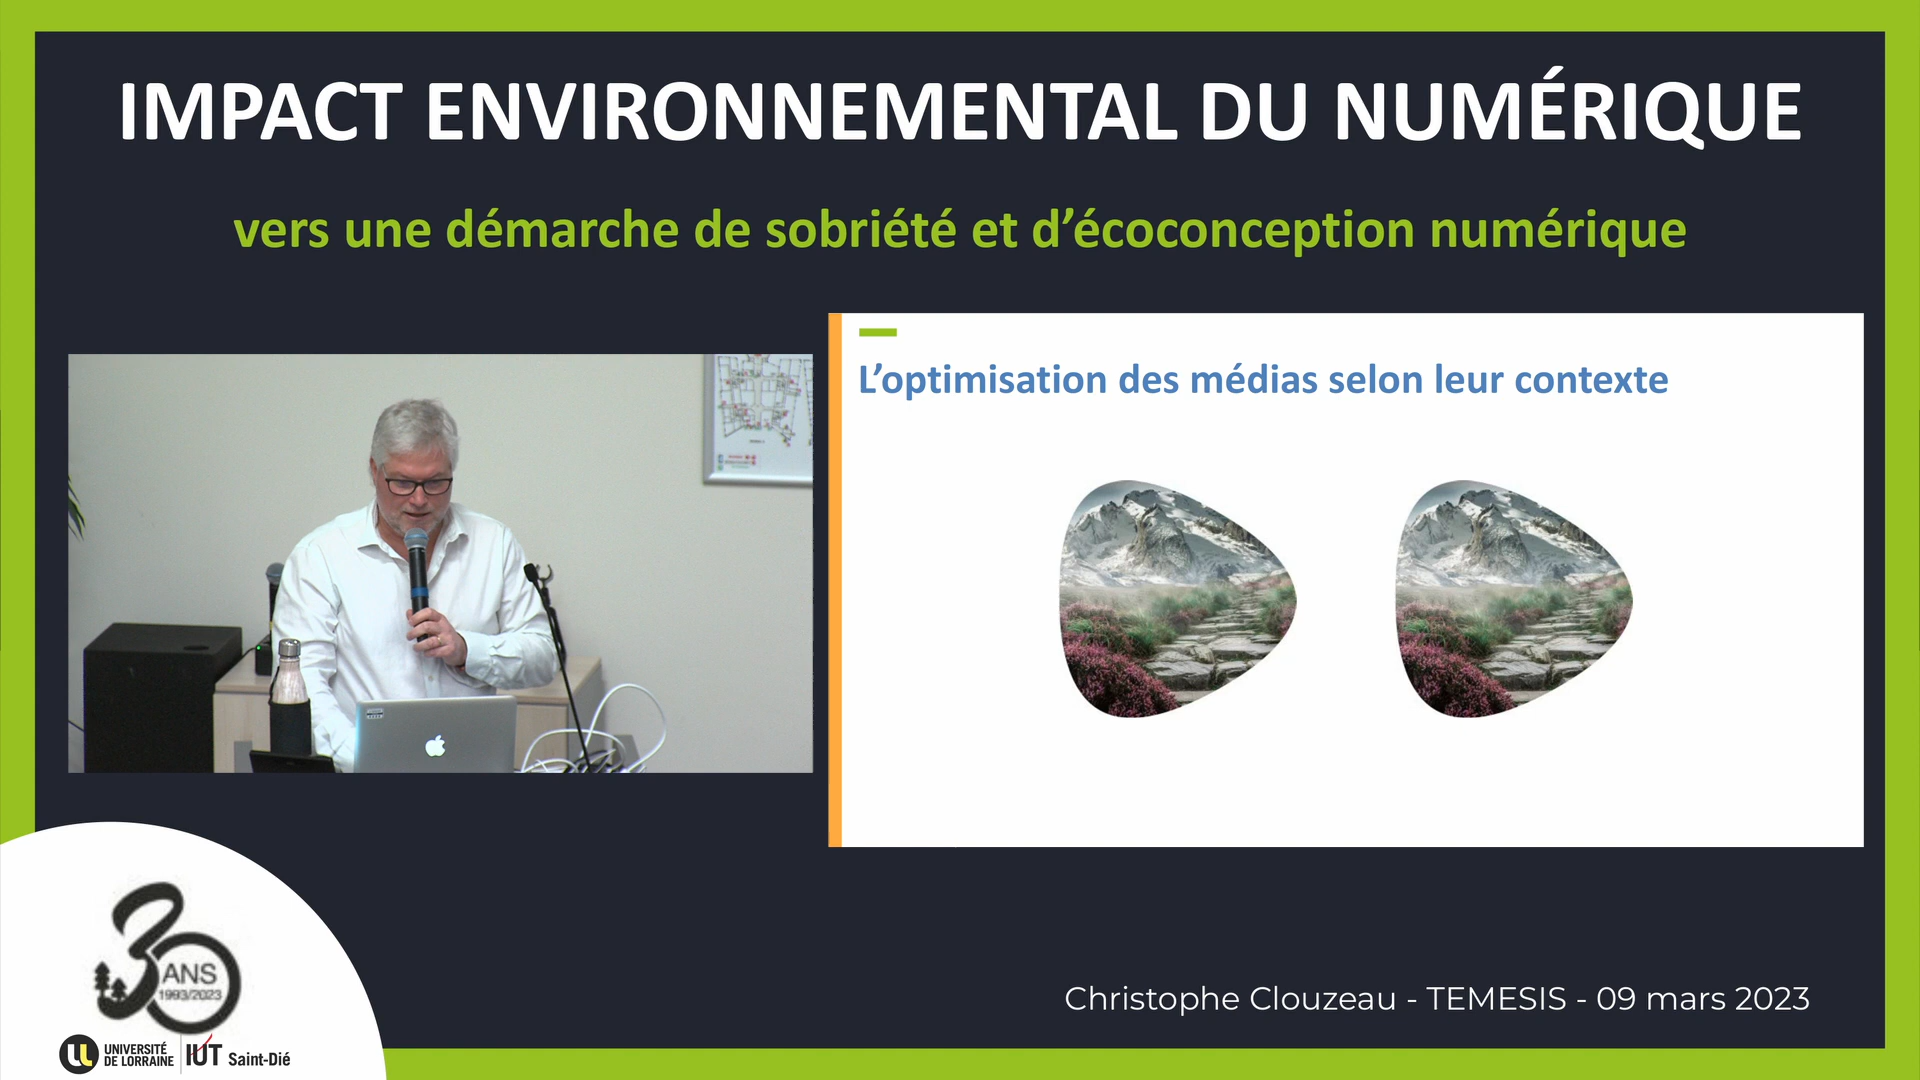 IMPACT ENVIRONNEMENTAL DU NUMÉRIQUE
vers une démarche de sobriété et d’écoconception numérique
L’optimisation des médias selon leur contexte
30 ANS
1993/2023
UNIVERSITÉ
DE LORRAINE
IUT Saint-Dié
Christophe Clouzeau - TEMESIS - 09 mars 2023